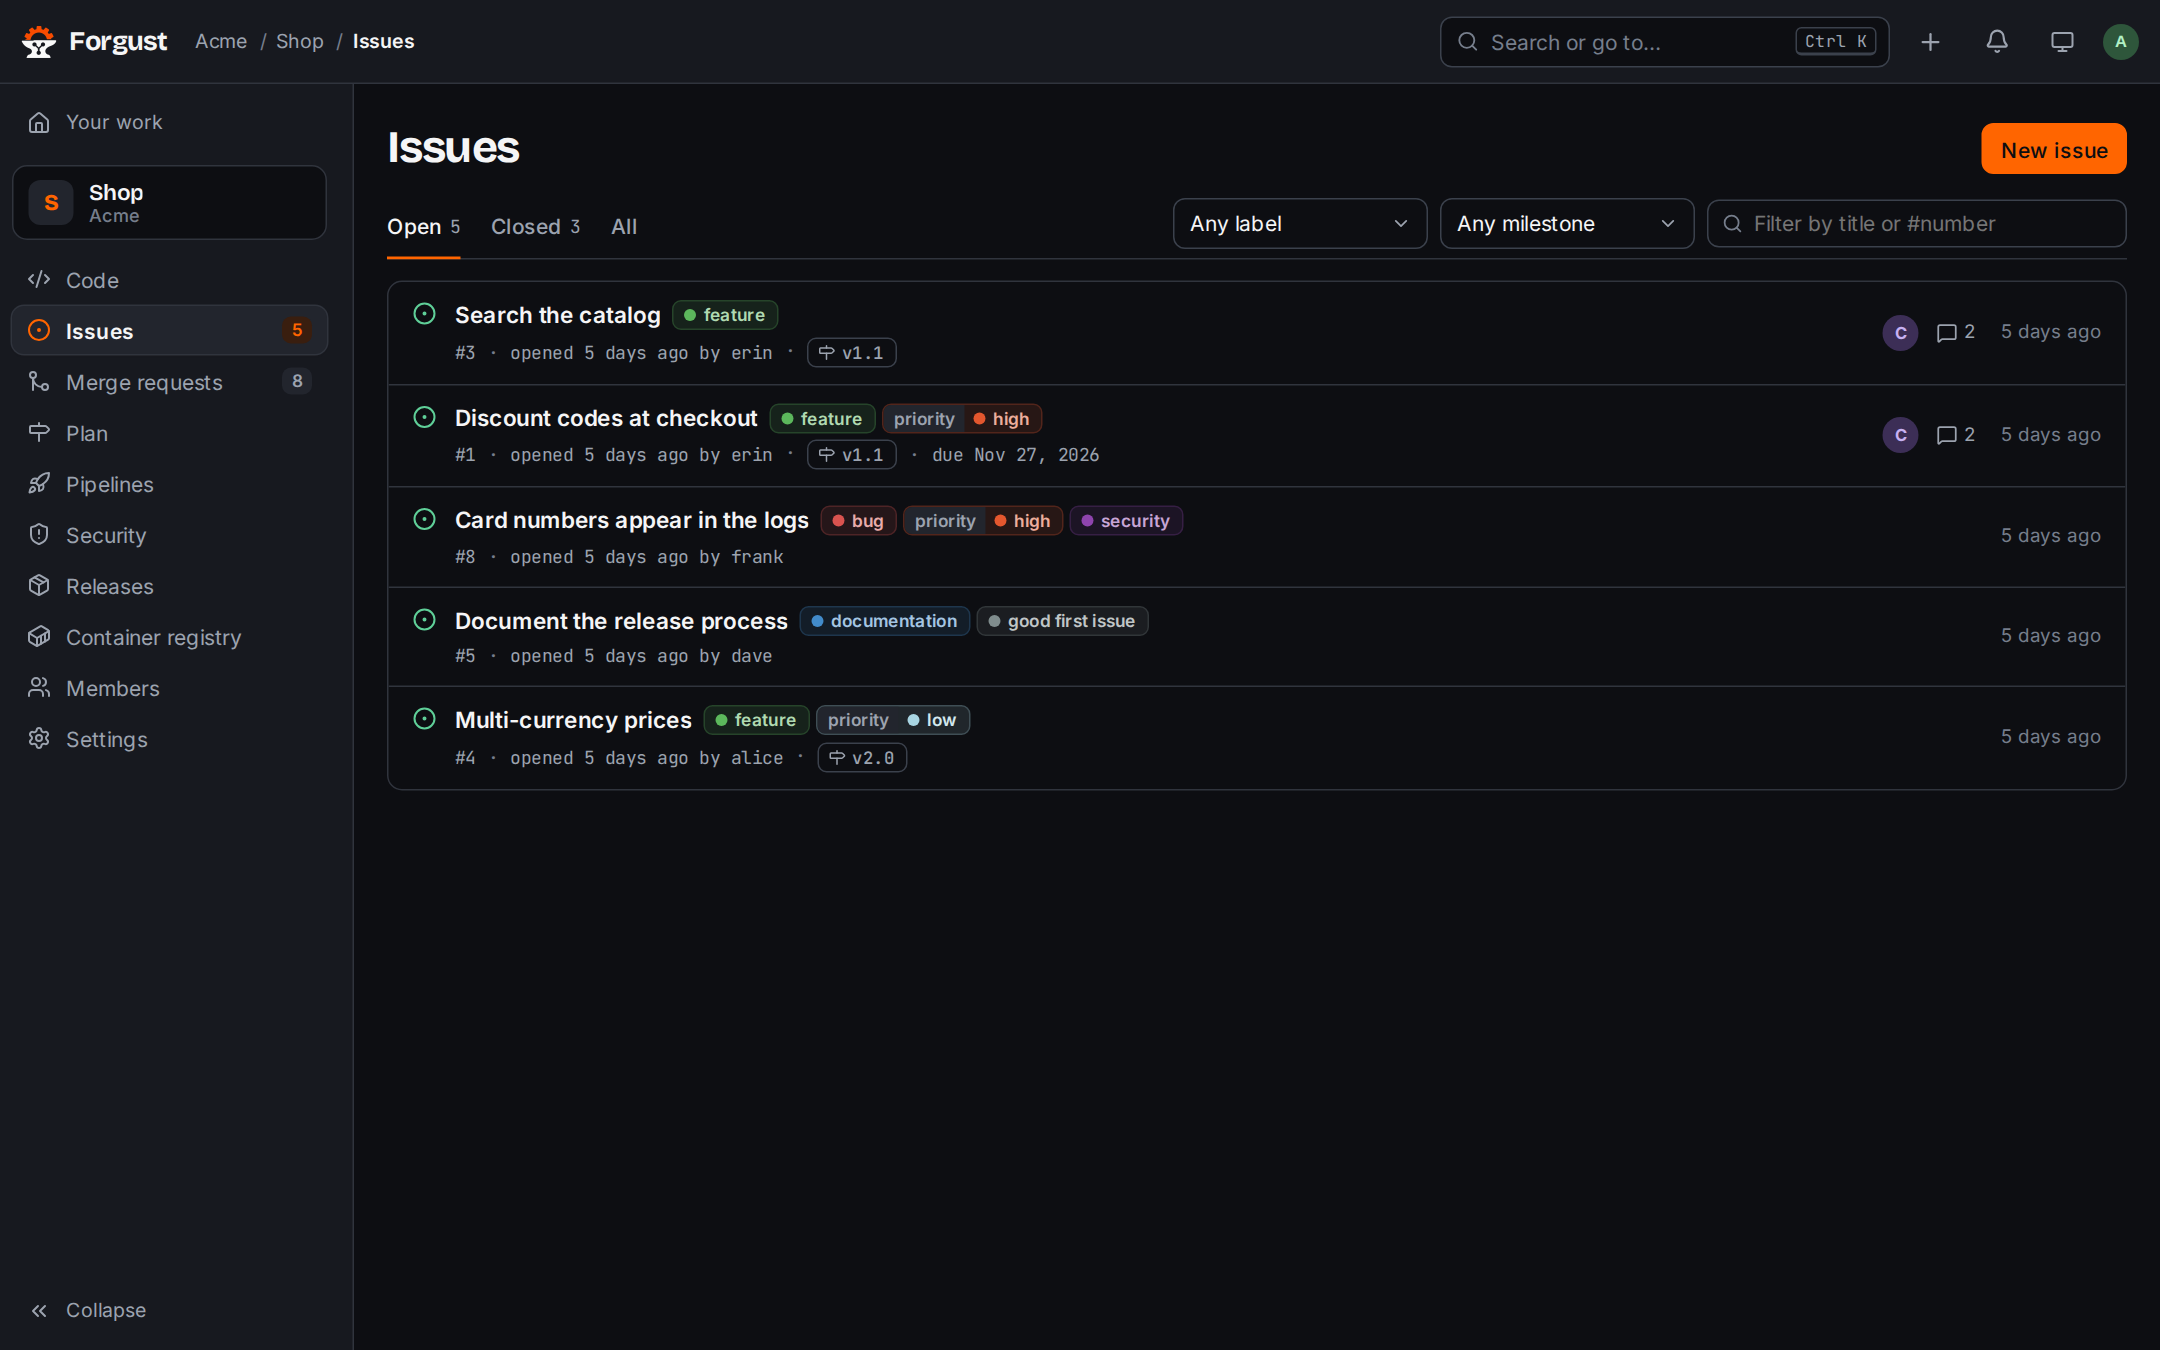 Forgust
Acme / Shop / Issues
Search or go to...
Ctrl K
A
Your work
S
Shop
Acme
Code
Issues 5
Merge requests 8
Plan
Pipelines
Security
Releases
Container registry
Members
Settings
Collapse
Issues
New issue
Open 5
Closed 3
All
Any label
Any milestone
Filter by title or #number
Search the catalog feature
#3 · opened 5 days ago by erin · v1.1
C 2 5 days ago
Discount codes at checkout feature priority high
#1 · opened 5 days ago by erin · v1.1 · due Nov 27, 2026
C 2 5 days ago
Card numbers appear in the logs bug priority high security
#8 · opened 5 days ago by frank
5 days ago
Document the release process documentation good first issue
#5 · opened 5 days ago by dave
5 days ago
Multi-currency prices feature priority low
#4 · opened 5 days ago by alice · v2.0
5 days ago